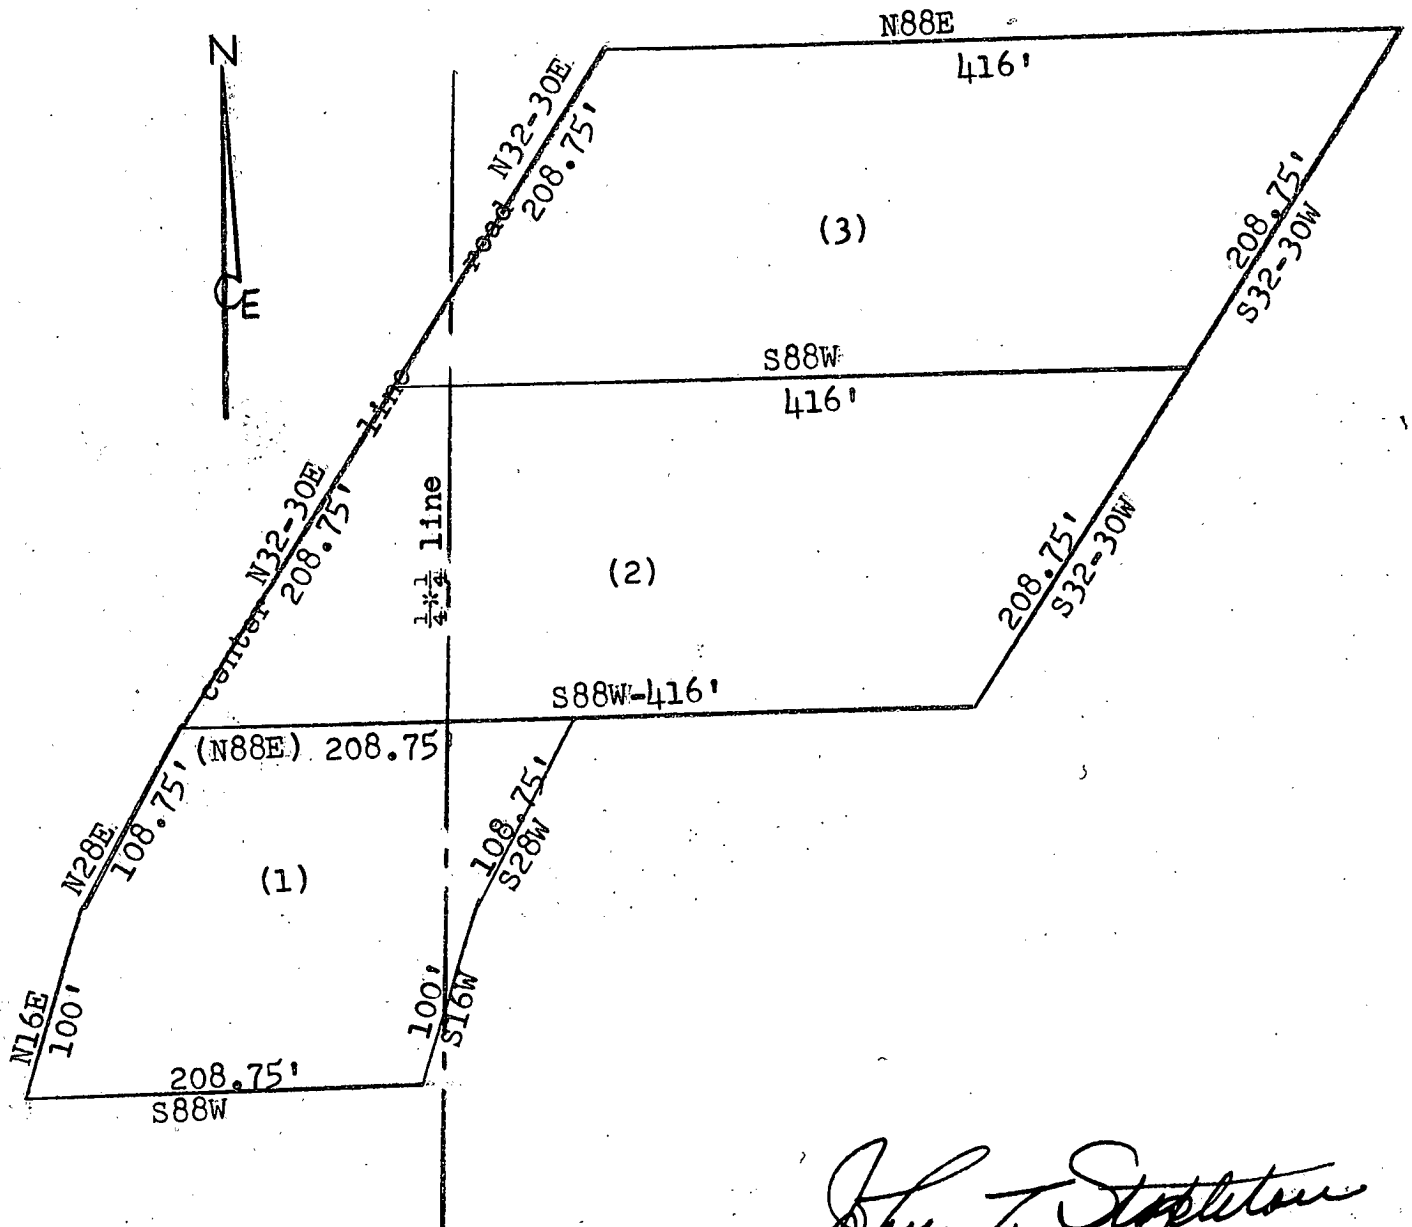 N88E
416'
N
N32-30E
208.75'
road
(3)
208.75'
S32-30W
E
S88W
416'
line
N32-30E
208.75'
1/4*1/4 line
(2)
208.75'
S32-30W
center
S88W-416'
(N88E) 208.75
N28E
108.75'
108.75'
S28W
(1)
N16E
100'
100'
S16W
208.75'
S88W
John T. Stapleton